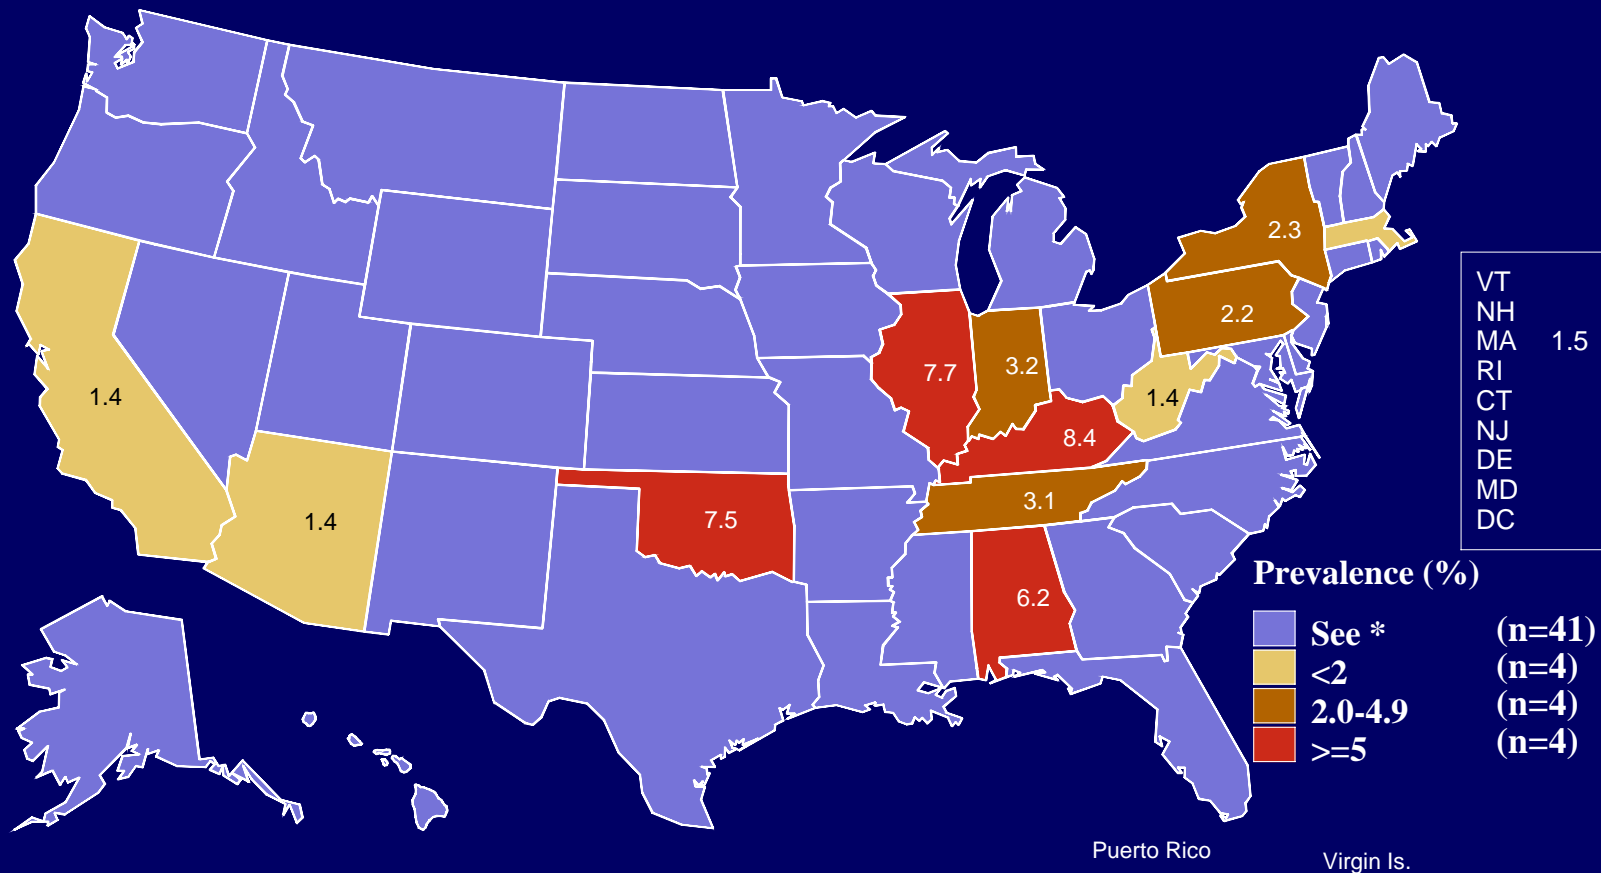 2.3
2.2
7.7
3.2
1.4
1.4
8.4
3.1
1.4
7.5
6.2
VT
NH
MA 1.5
RI
CT
NJ
DE
MD
DC
Prevalence (%)
See * (n=41)
<2 (n=4)
2.0-4.9 (n=4)
>=5 (n=4)
Puerto Rico
Virgin Is.